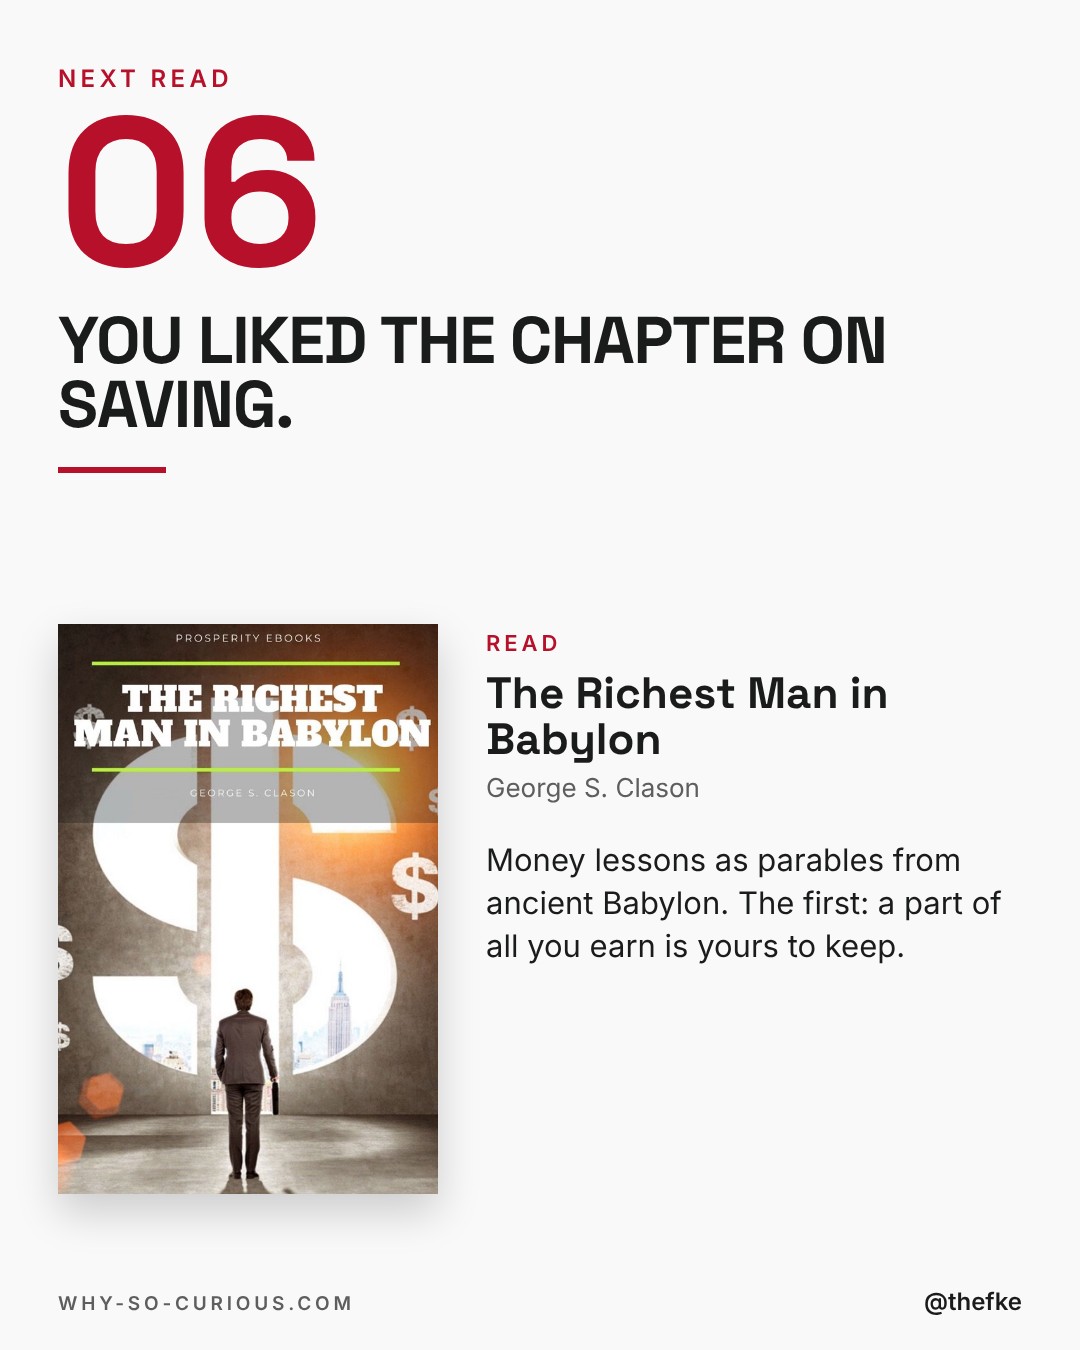 NEXT READ
06
YOU LIKED THE CHAPTER ON
SAVING.
PROSPERITY EBOOKS
THE RICHEST
MAN IN BABYLON
GEORGE S. CLASON
$
$
$
$
$
$
READ
The Richest Man in
Babylon
George S. Clason
Money lessons as parables from
ancient Babylon. The first: a part of
all you earn is yours to keep.
WHY-SO-CURIOUS.COM
@thefke